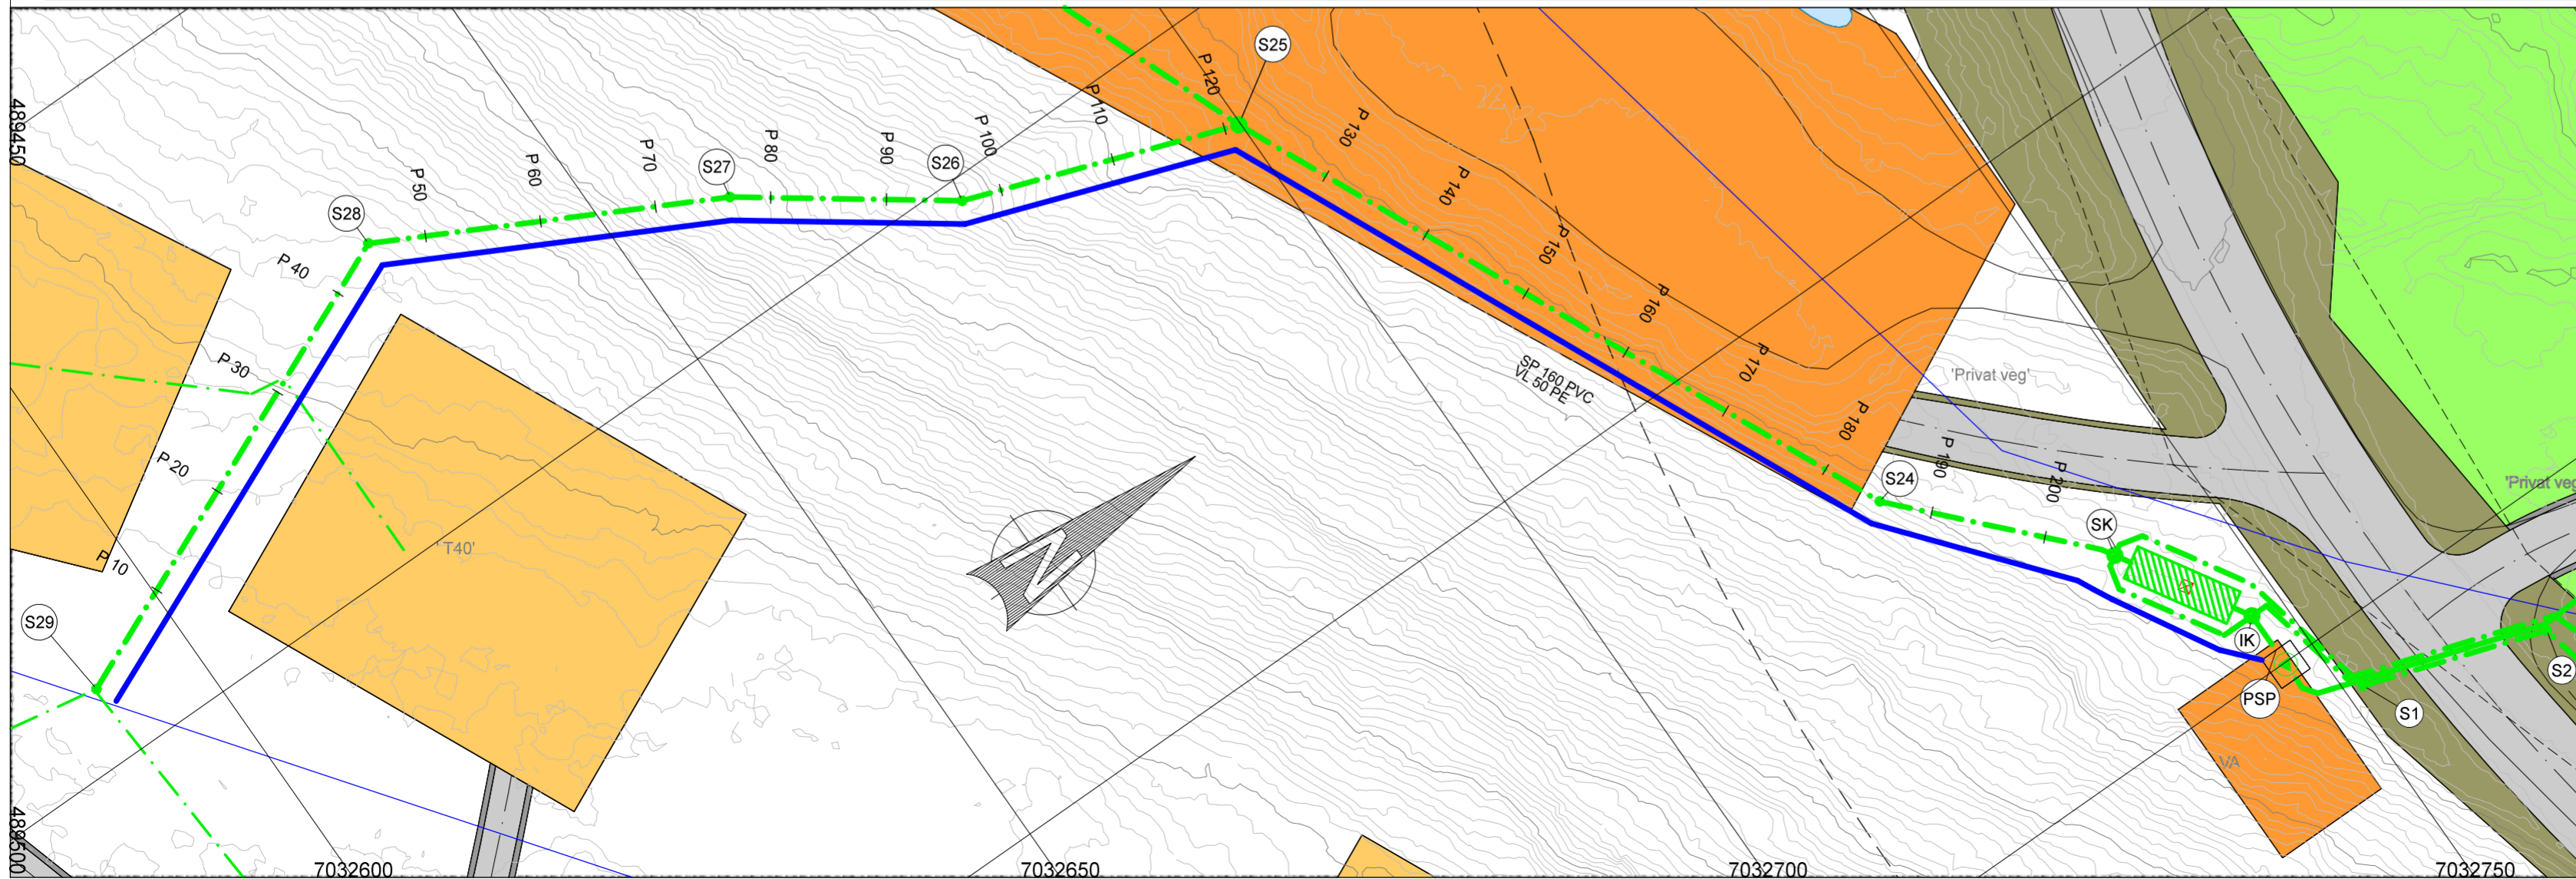 S25
P 120
489450
P 110
P 100
P 130
P 80
P 90
S26
P 70
S27
P 60
P 50
P 140
S28
P 150
P 40
P 160
P 30
P 170
SP 160 PVC
VL 50 PE
'Privat veg'
P 180
P 190
P 20
S24
P 200
'Privat veg
SK
'T40'
P 10
N
S29
IK
S2
PSP
S1
VA
489500
7032600
7032650
7032700
7032750